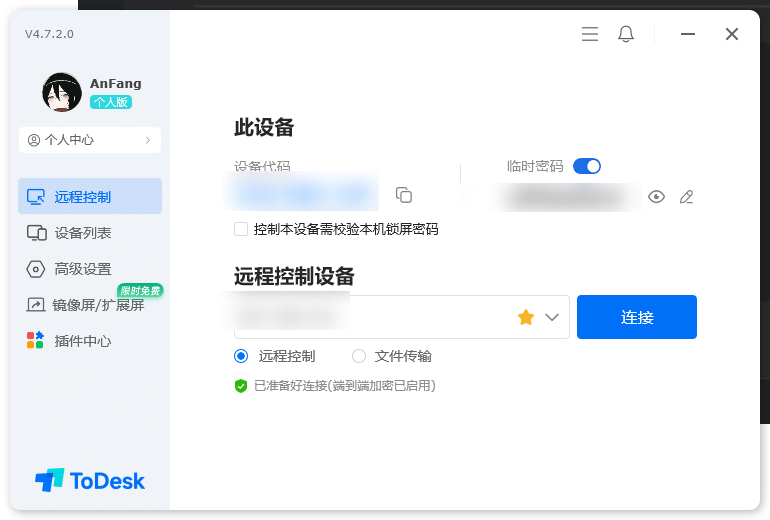 V4.7.2.0
AnFang
个人版
个人中心
远程控制
设备列表
高级设置
限时免费
镜像屏/扩展屏
插件中心
ToDesk
此设备
设备代码
临时密码
控制本设备需校验本机锁屏密码
远程控制设备
连接
远程控制
文件传输
已准备好连接(端到端加密已启用)